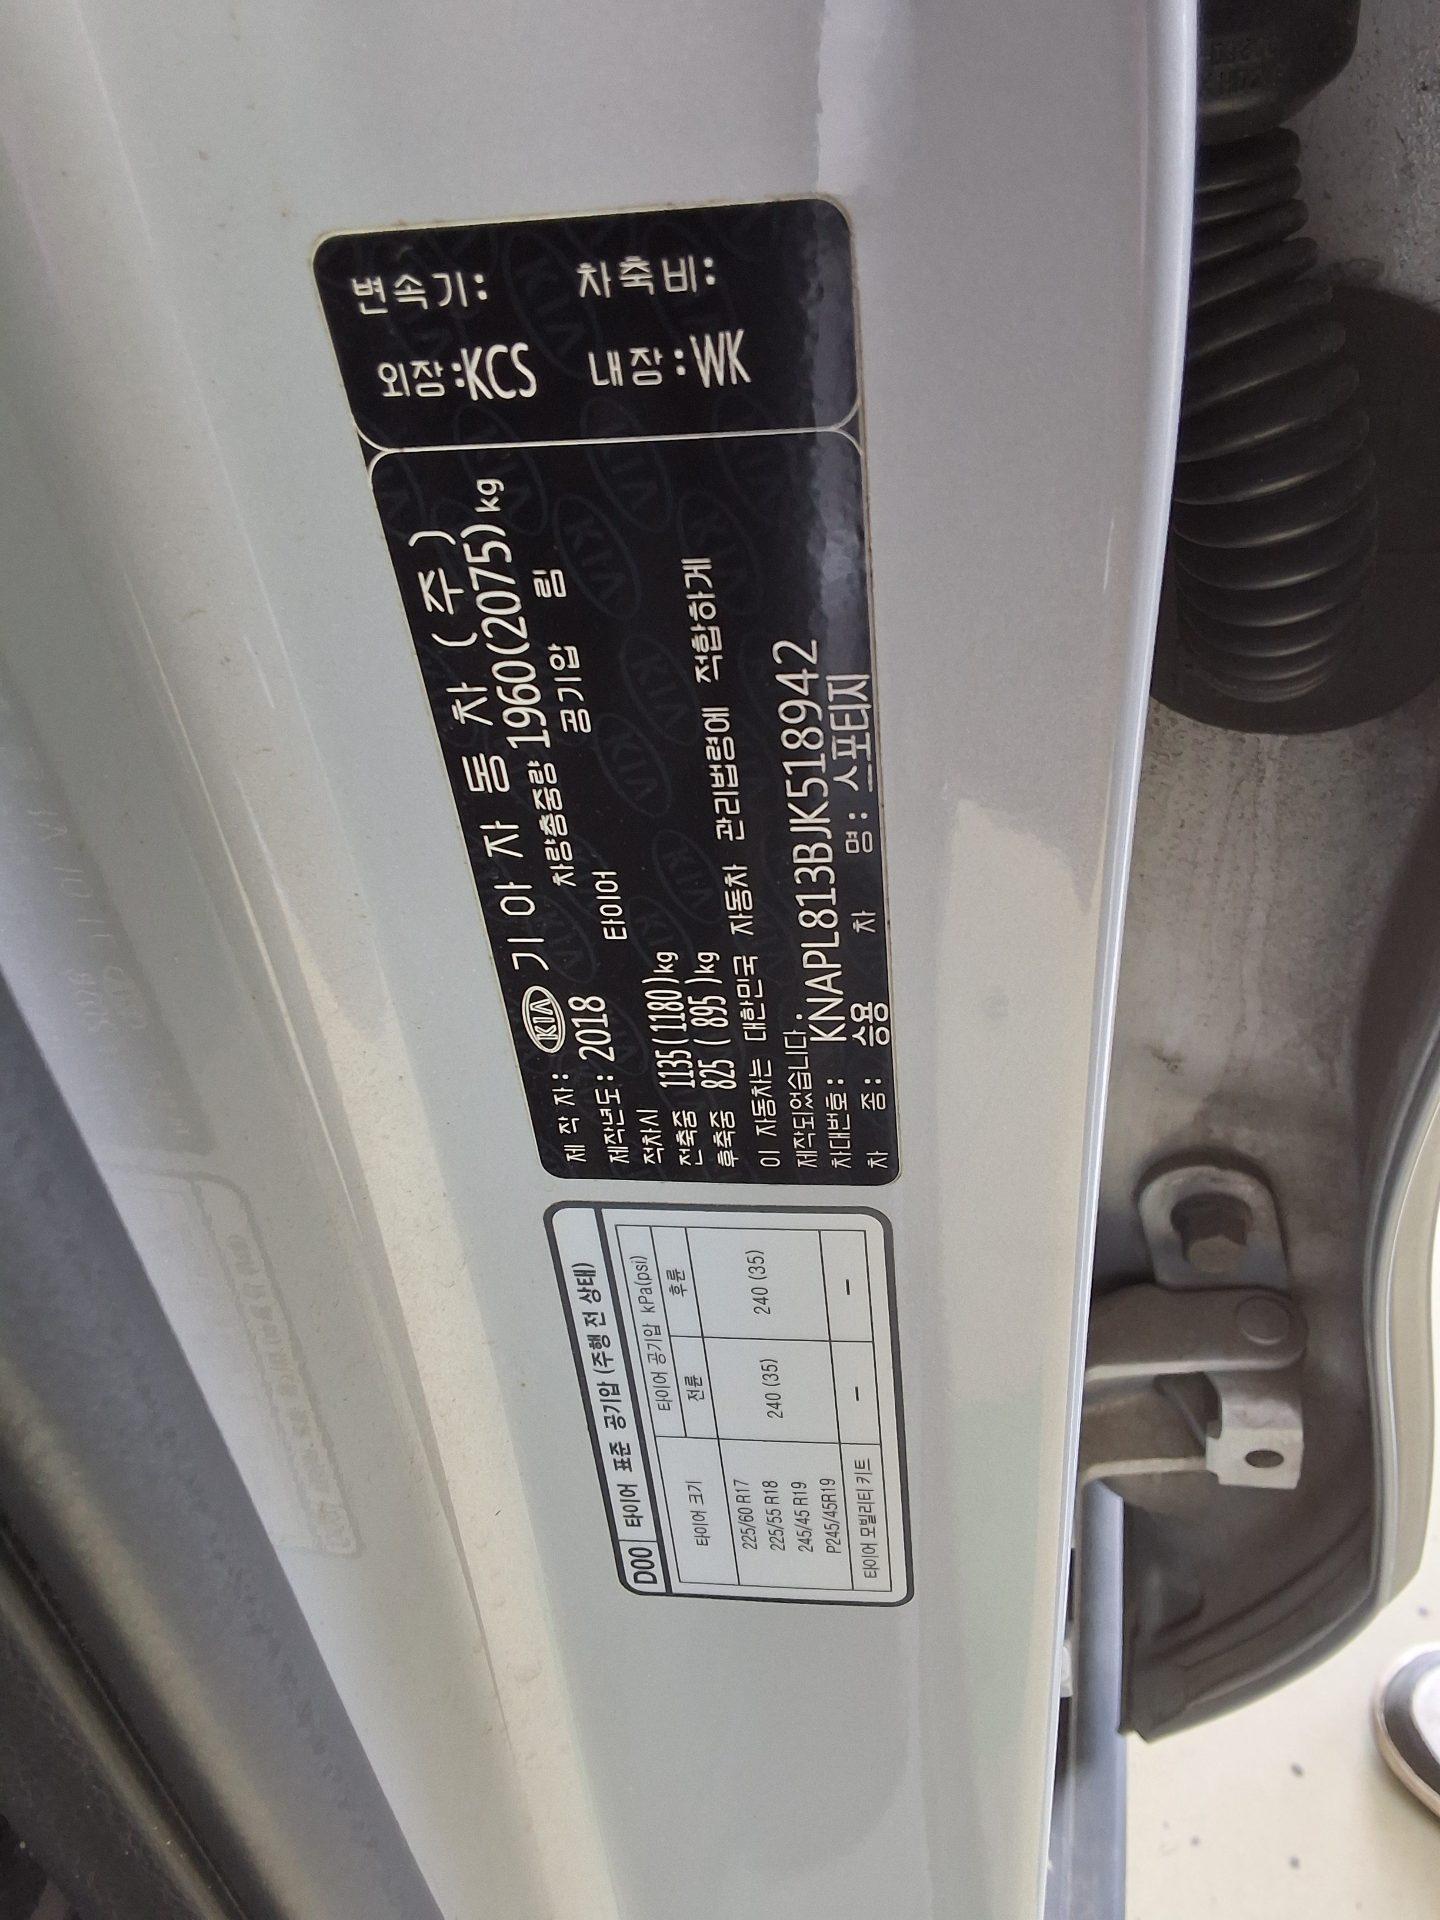 변속기: 차축비:
외장:KCS 내장:WK
제 작 자: KIA 기 아 자 동 차 (주)
제작년도: 2018 차량총중량 1960(2075)kg
적차시 타이어 공기압 림
전축중 1135(1180)kg
후축중 825( 895 )kg
이 자동차는 대한민국 자동차 관리법령에 적합하게
제작되었습니다.
차대번호: KNAPL813BJK518942
차 종: 승용 차 명: 스포티지
D00 타이어 표준 공기압 (주행 전 상태)
타이어 크기 타이어 공기압 kPa(psi)
전륜 후륜
225/60 R17
225/55 R18 240 (35) 240 (35)
245/45 R19
P245/45R19
타이어 모빌리티 키트 - -